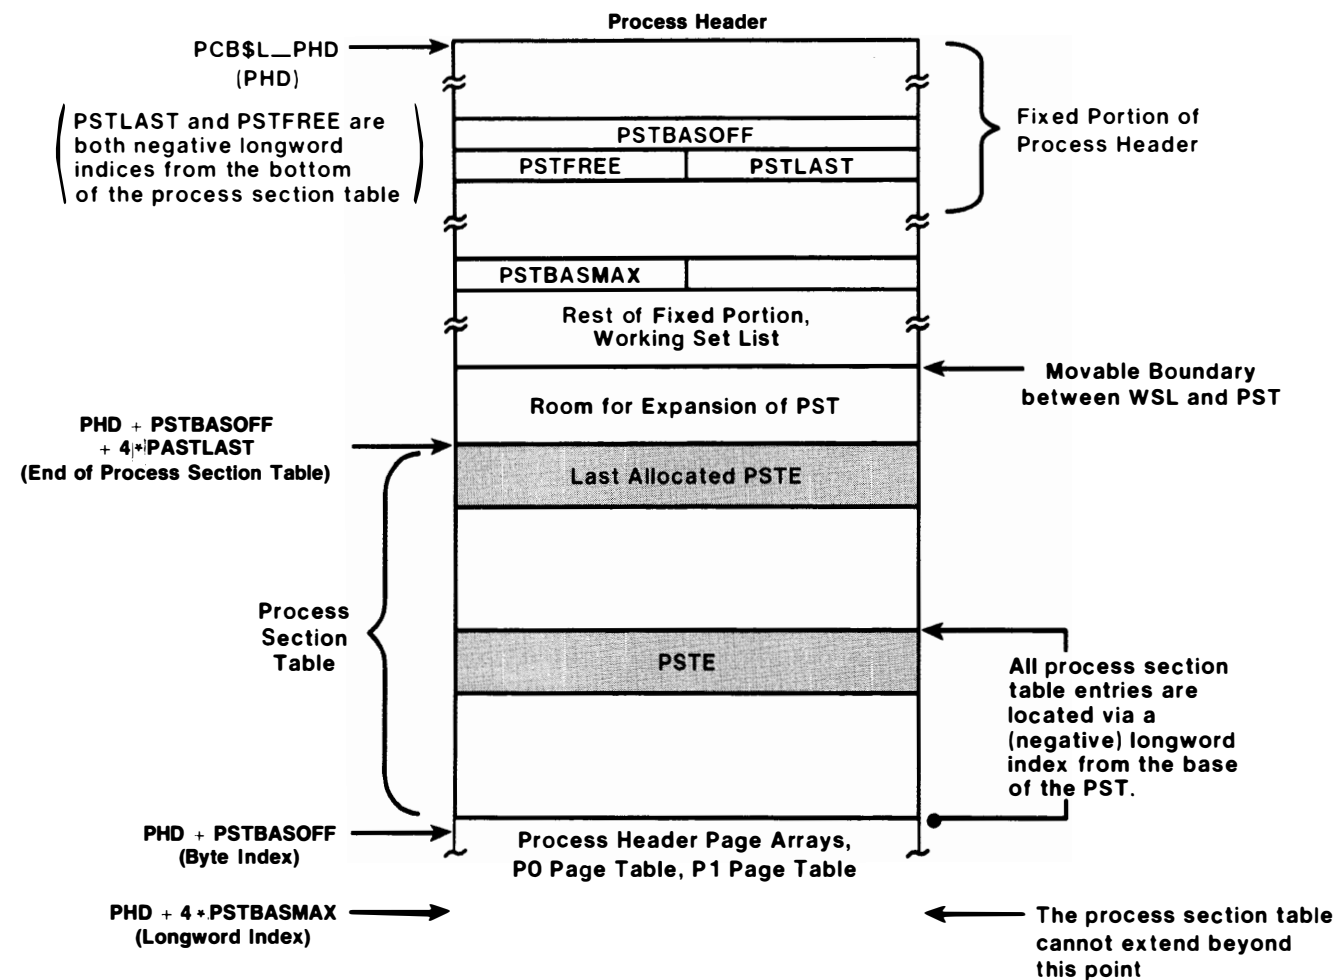 Process Header
PCB$L__PHD
(PHD)
PSTLAST and PSTFREE are
both negative longword
indices from the bottom
of the process section table
Fixed Portion of
Process Header
PSTBASOFF
PSTFREE PSTLAST
PSTBASMAX
Rest of Fixed Portion,
Working Set List
Movable Boundary
between WSL and PST
Room for Expansion of PST
PHD + PSTBASOFF
+ 4*PASTLAST
(End of Process Section Table)
Last Allocated PSTE
Process
Section
Table
PSTE
All process section
table entries are
located via a
(negative) longword
index from the base
of the PST.
PHD + PSTBASOFF
(Byte Index)
Process Header Page Arrays,
P0 Page Table, P1 Page Table
PHD + 4*PSTBASMAX
(Longword Index)
The process section table
cannot extend beyond
this point